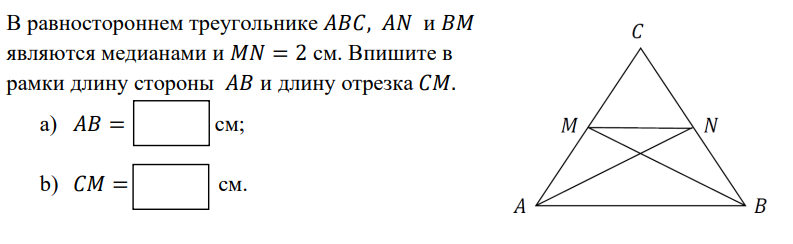 В равностороннем треугольнике ABC, AN и BM
являются медианами и MN = 2 см. Впишите в
рамки длину стороны AB и длину отрезка CM.
a) AB = см;
b) CM = см.
C
M
N
A
B